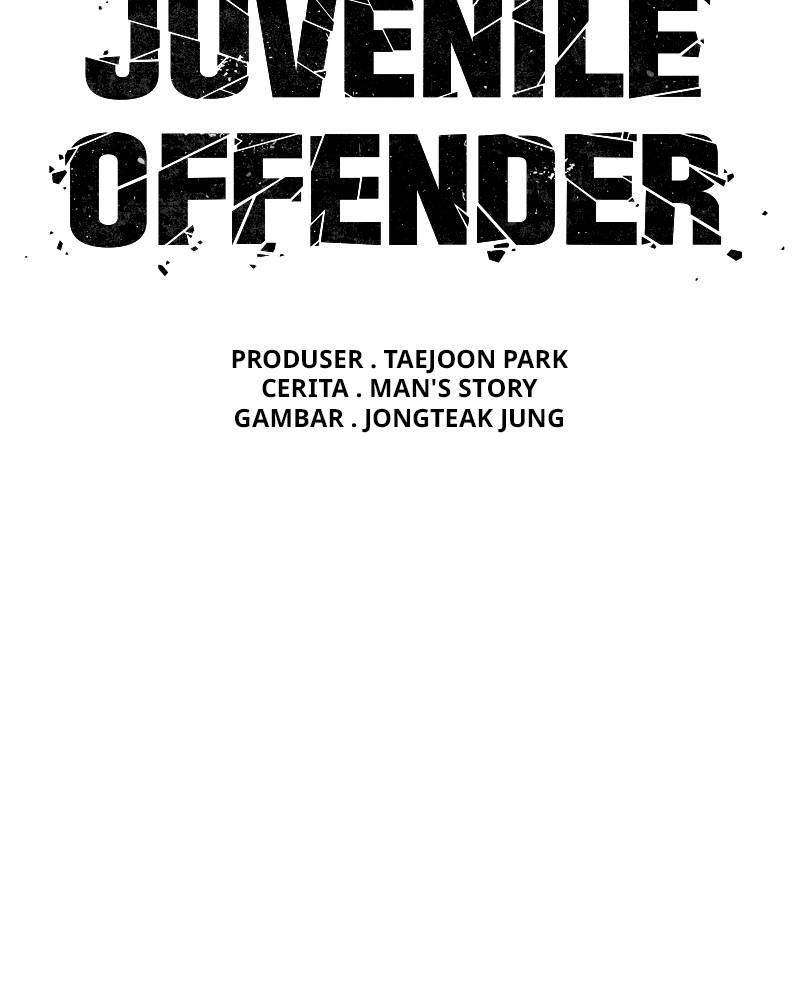 JUVENILE
OFFENDER
PRODUSER . TAEJOON PARK
CERITA . MAN'S STORY
GAMBAR . JONGTEAK JUNG